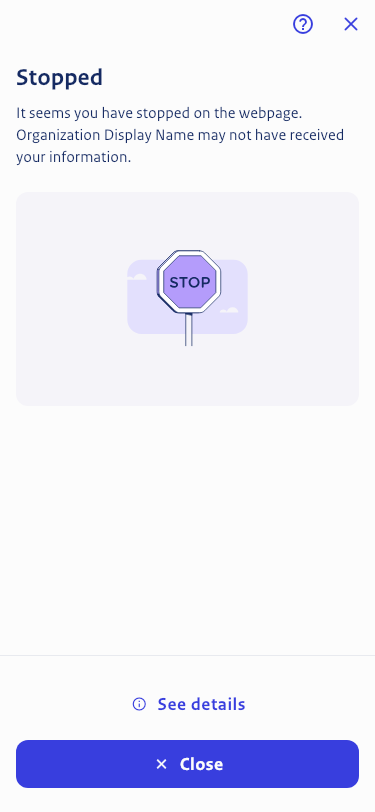 Stopped
It seems you have stopped on the webpage.
Organization Display Name may not have received
your information.
STOP
See details
Close